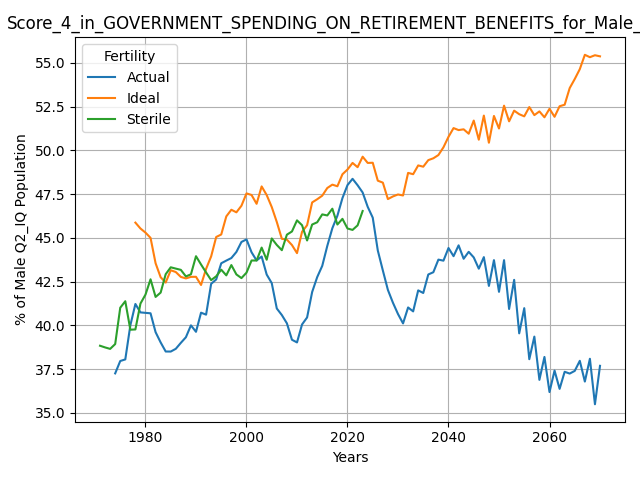 Score_4_in_GOVERNMENT_SPENDING_ON_RETIREMENT_BENEFITS_for_Male_
Fertility
Actual
Ideal
Sterile
% of Male Q2_IQ Population
55.0
52.5
50.0
47.5
45.0
42.5
40.0
37.5
35.0
1980 2000 2020 2040 2060
Years